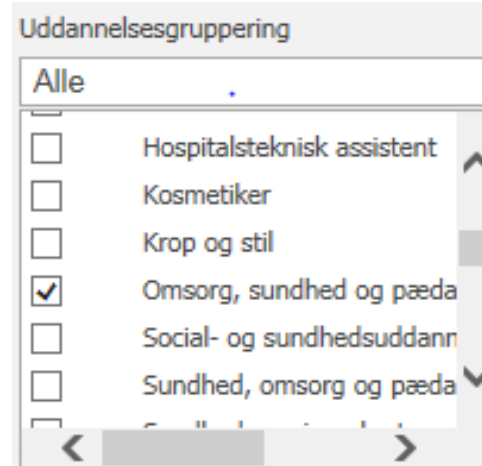 Uddannelsesgruppering
Alle
Hospitalsteknisk assistent
Kosmetiker
Krop og stil
Omsorg, sundhed og pæda
Social- og sundhedsuddann
Sundhed, omsorg og pæda